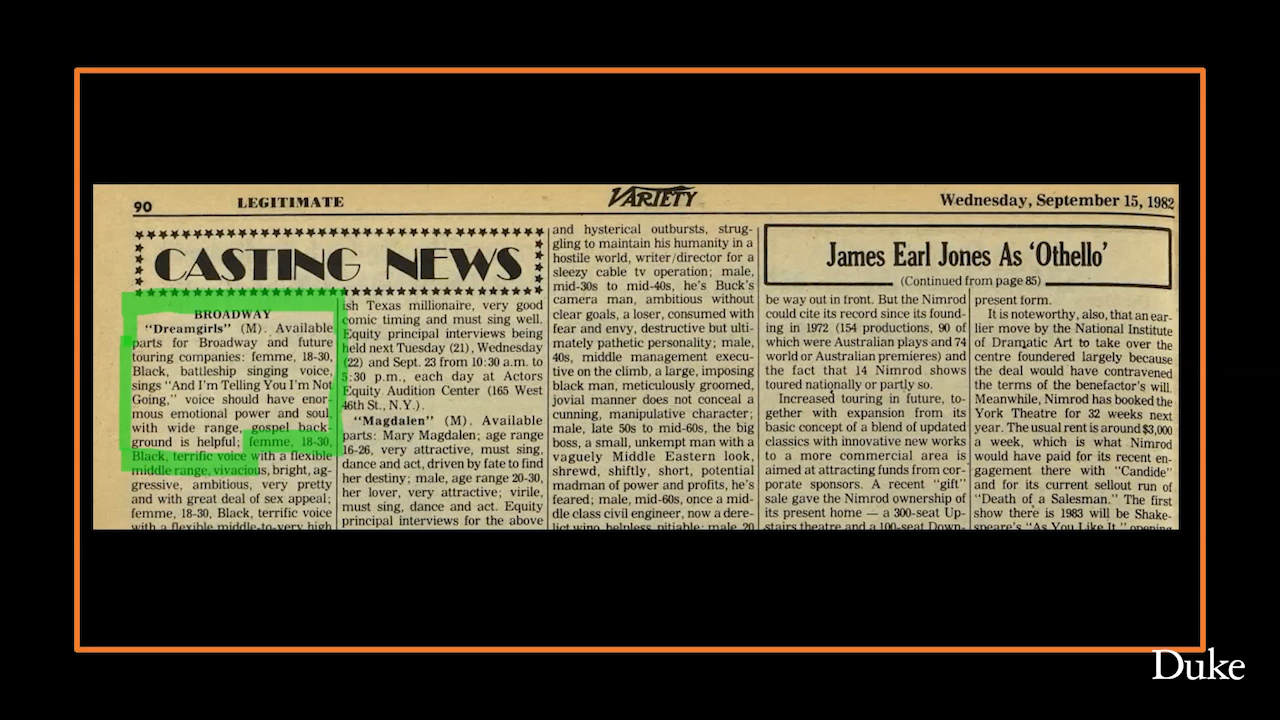 90
LEGITIMATE
VARIETY
Wednesday, September 15, 1982
CASTING NEWS
BROADWAY
"Dreamgirls" (M). Available
parts for Broadway and future
touring companies: femme, 18-30,
Black, battleship singing voice,
sings "And I'm Telling You I'm Not
Going," voice should have enor-
mous emotional power and soul,
with wide range, gospel back-
ground is helpful; femme, 18-30,
Black, terrific voice with a flexible
middle range, vivacious, bright, ag-
gressive, ambitious, very pretty
and with great deal of sex appeal;
femme, 18-30, Black, terrific voice
with a flexible middle-to-very high
ish Texas millionaire, very good
comic timing and must sing well.
Equity principal interviews being
held next Tuesday (21), Wednesday
(22) and Sept. 23 from 10:30 a.m. to
5:30 p.m., each day at Actors
Equity Audition Center (165 West
46th St., N.Y.).
"Magdalen" (M). Available
parts: Mary Magdalen; age range
16-26, very attractive, must sing,
dance and act, driven by fate to find
her destiny; male, age range 20-30,
her lover, very attractive; virile,
must sing, dance and act. Equity
principal interviews for the above
and hysterical outbursts, strug-
gling to maintain his humanity in a
hostile world, writer/director for a
sleezy cable tv operation; male,
mid-30s to mid-40s, he's Buck's
camera man, ambitious without
clear goals, a loser, consumed with
fear and envy, destructive but ulti-
mately pathetic personality; male,
40s, middle management execu-
tive on the climb, a large, imposing
black man, meticulously groomed,
jovial manner does not conceal a
cunning, manipulative character;
male, late 50s to mid-60s, the big
boss, a small, unkempt man with a
vaguely Middle Eastern look,
shrewd, shifty, short, potential
madman of power and profits, he's
feared; male, mid-60s, once a mid-
dle class civil engineer, now a dere-
lict wino, helpless, pitiable; male 20
James Earl Jones As 'Othello'
(Continued from page 85)
be way out in front. But the Nimrod
could cite its record since its found-
ing in 1972 (154 productions, 90 of
which were Australian plays and 74
world or Australian premieres) and
the fact that 14 Nimrod shows
toured nationally or partly so.
Increased touring in future, to-
gether with expansion from its
basic concept of a blend of updated
classics with innovative new works
to a more commercial area is
aimed at attracting funds from cor-
porate sponsors. A recent "gift"
sale gave the Nimrod ownership of
its present home — a 300-seat Up-
stairs theatre and a 100-seat Down-
present form.
It is noteworthy, also, that an ear-
lier move by the National Institute
of Dramatic Art to take over the
centre foundered largely because
the deal would have contravened
the terms of the benefactor's will.
Meanwhile, Nimrod has booked the
York Theatre for 32 weeks next
year. The usual rent is around $3,000
a week, which is what Nimrod
would have paid for its recent en-
gagement there with "Candide"
and for its current sellout run of
"Death of a Salesman." The first
show there is 1983 will be Shake-
speare's "As You Like It," opening
Duke